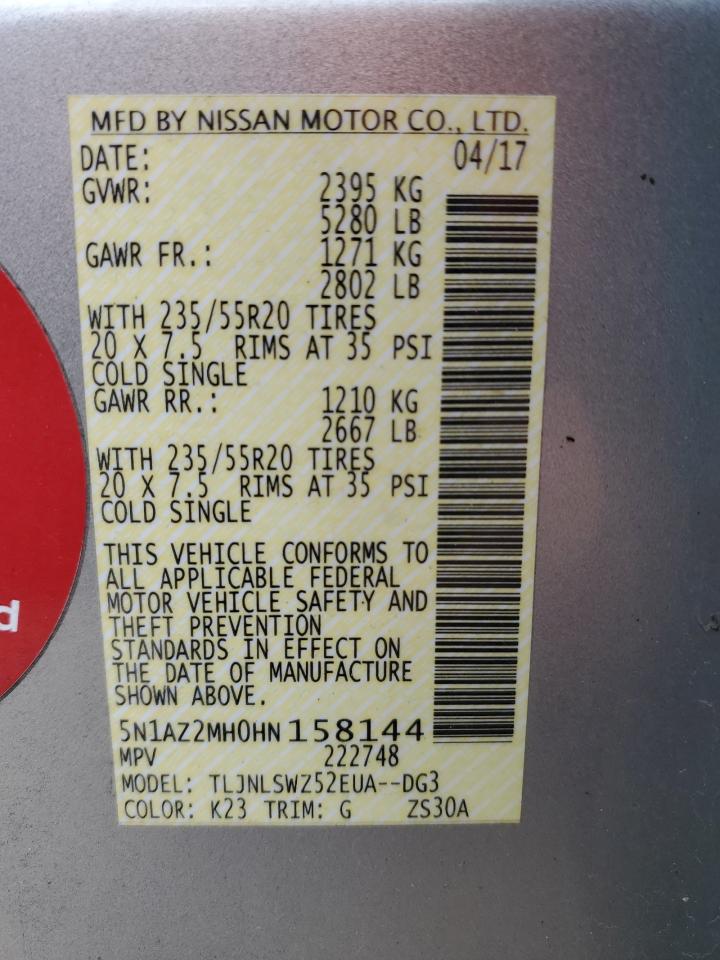 MFD BY NISSAN MOTOR CO., LTD.
DATE: 04/17
GVWR: 2395 KG
5280 LB
GAWR FR.: 1271 KG
2802 LB
WITH 235/55R20 TIRES
20 X 7.5 RIMS AT 35 PSI
COLD SINGLE
GAWR RR.: 1210 KG
2667 LB
WITH 235/55R20 TIRES
20 X 7.5 RIMS AT 35 PSI
COLD SINGLE
THIS VEHICLE CONFORMS TO
ALL APPLICABLE FEDERAL
MOTOR VEHICLE SAFETY AND
THEFT PREVENTION
STANDARDS IN EFFECT ON
THE DATE OF MANUFACTURE
SHOWN ABOVE.
5N1AZ2MH0HN 158144
MPV 222748
MODEL: TLJNLSWZ52EUA--DG3
COLOR: K23 TRIM: G ZS30A
d